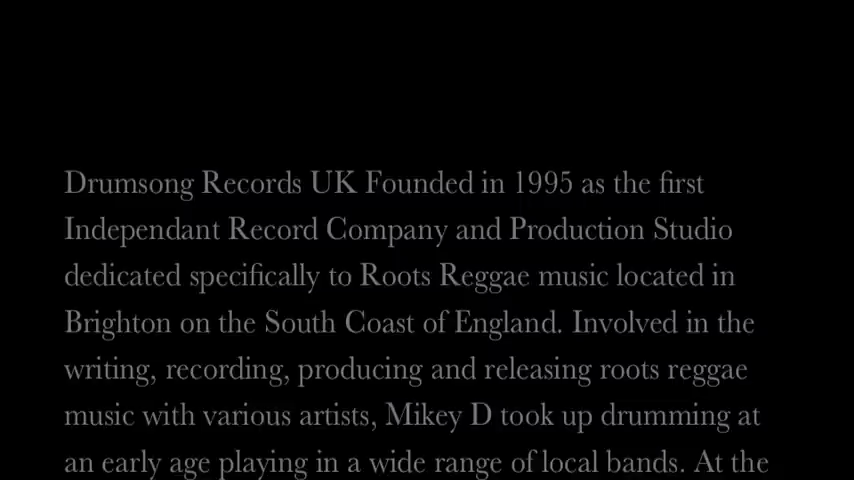 Drumsong Records UK Founded in 1995 as the first
Independant Record Company and Production Studio
dedicated specifically to Roots Reggae music located in
Brighton on the South Coast of England. Involved in the
writing, recording, producing and releasing roots reggae
music with various artists, Mikey D took up drumming at
an early age playing in a wide range of local bands. At the